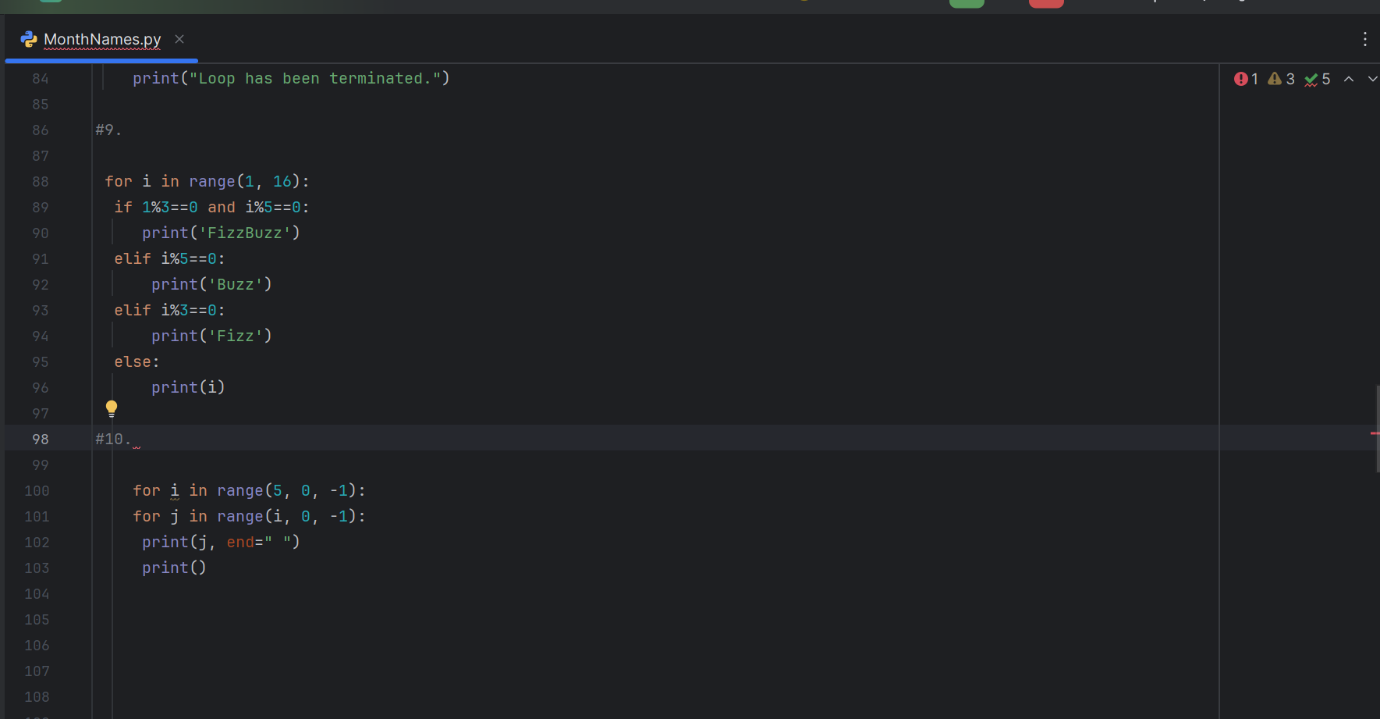 MonthNames.py
1 3 5
84 print("Loop has been terminated.")
85
86 #9.
87
88 for i in range(1, 16):
89 if 1%3==0 and i%5==0:
90 print('FizzBuzz')
91 elif i%5==0:
92 print('Buzz')
93 elif i%3==0:
94 print('Fizz')
95 else:
96 print(i)
97
98 #10.
99
100 for i in range(5, 0, -1):
101 for j in range(i, 0, -1):
102 print(j, end=" ")
103 print()
104
105
106
107
108